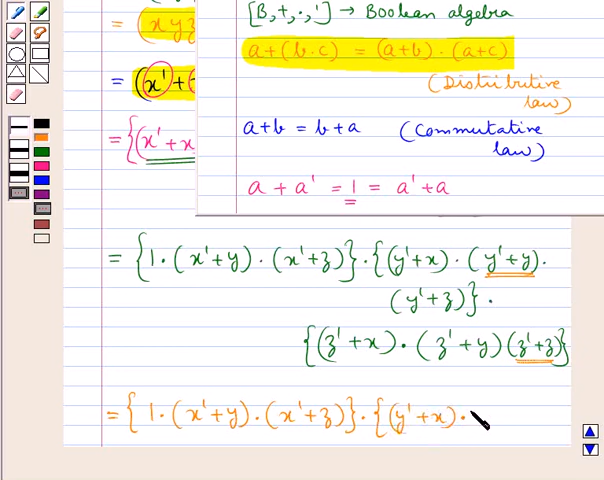 [B, +, ·, '] → Boolean algebra
a+(b·c) = (a+b)·(a+c)
(Distributive
law)
a+b = b+a (Commutative
law)
a + a' = 1 = a' + a
= (x y z
= ((x' +
= {(x' + x
= {1·(x'+y)·(x'+z)}·{(y'+x)·(y'+y)·
(y'+z)}·
{(z'+x)·(z'+y)(z'+z)}
= {1·(x'+y)·(x'+z)}·{(y'+x)·